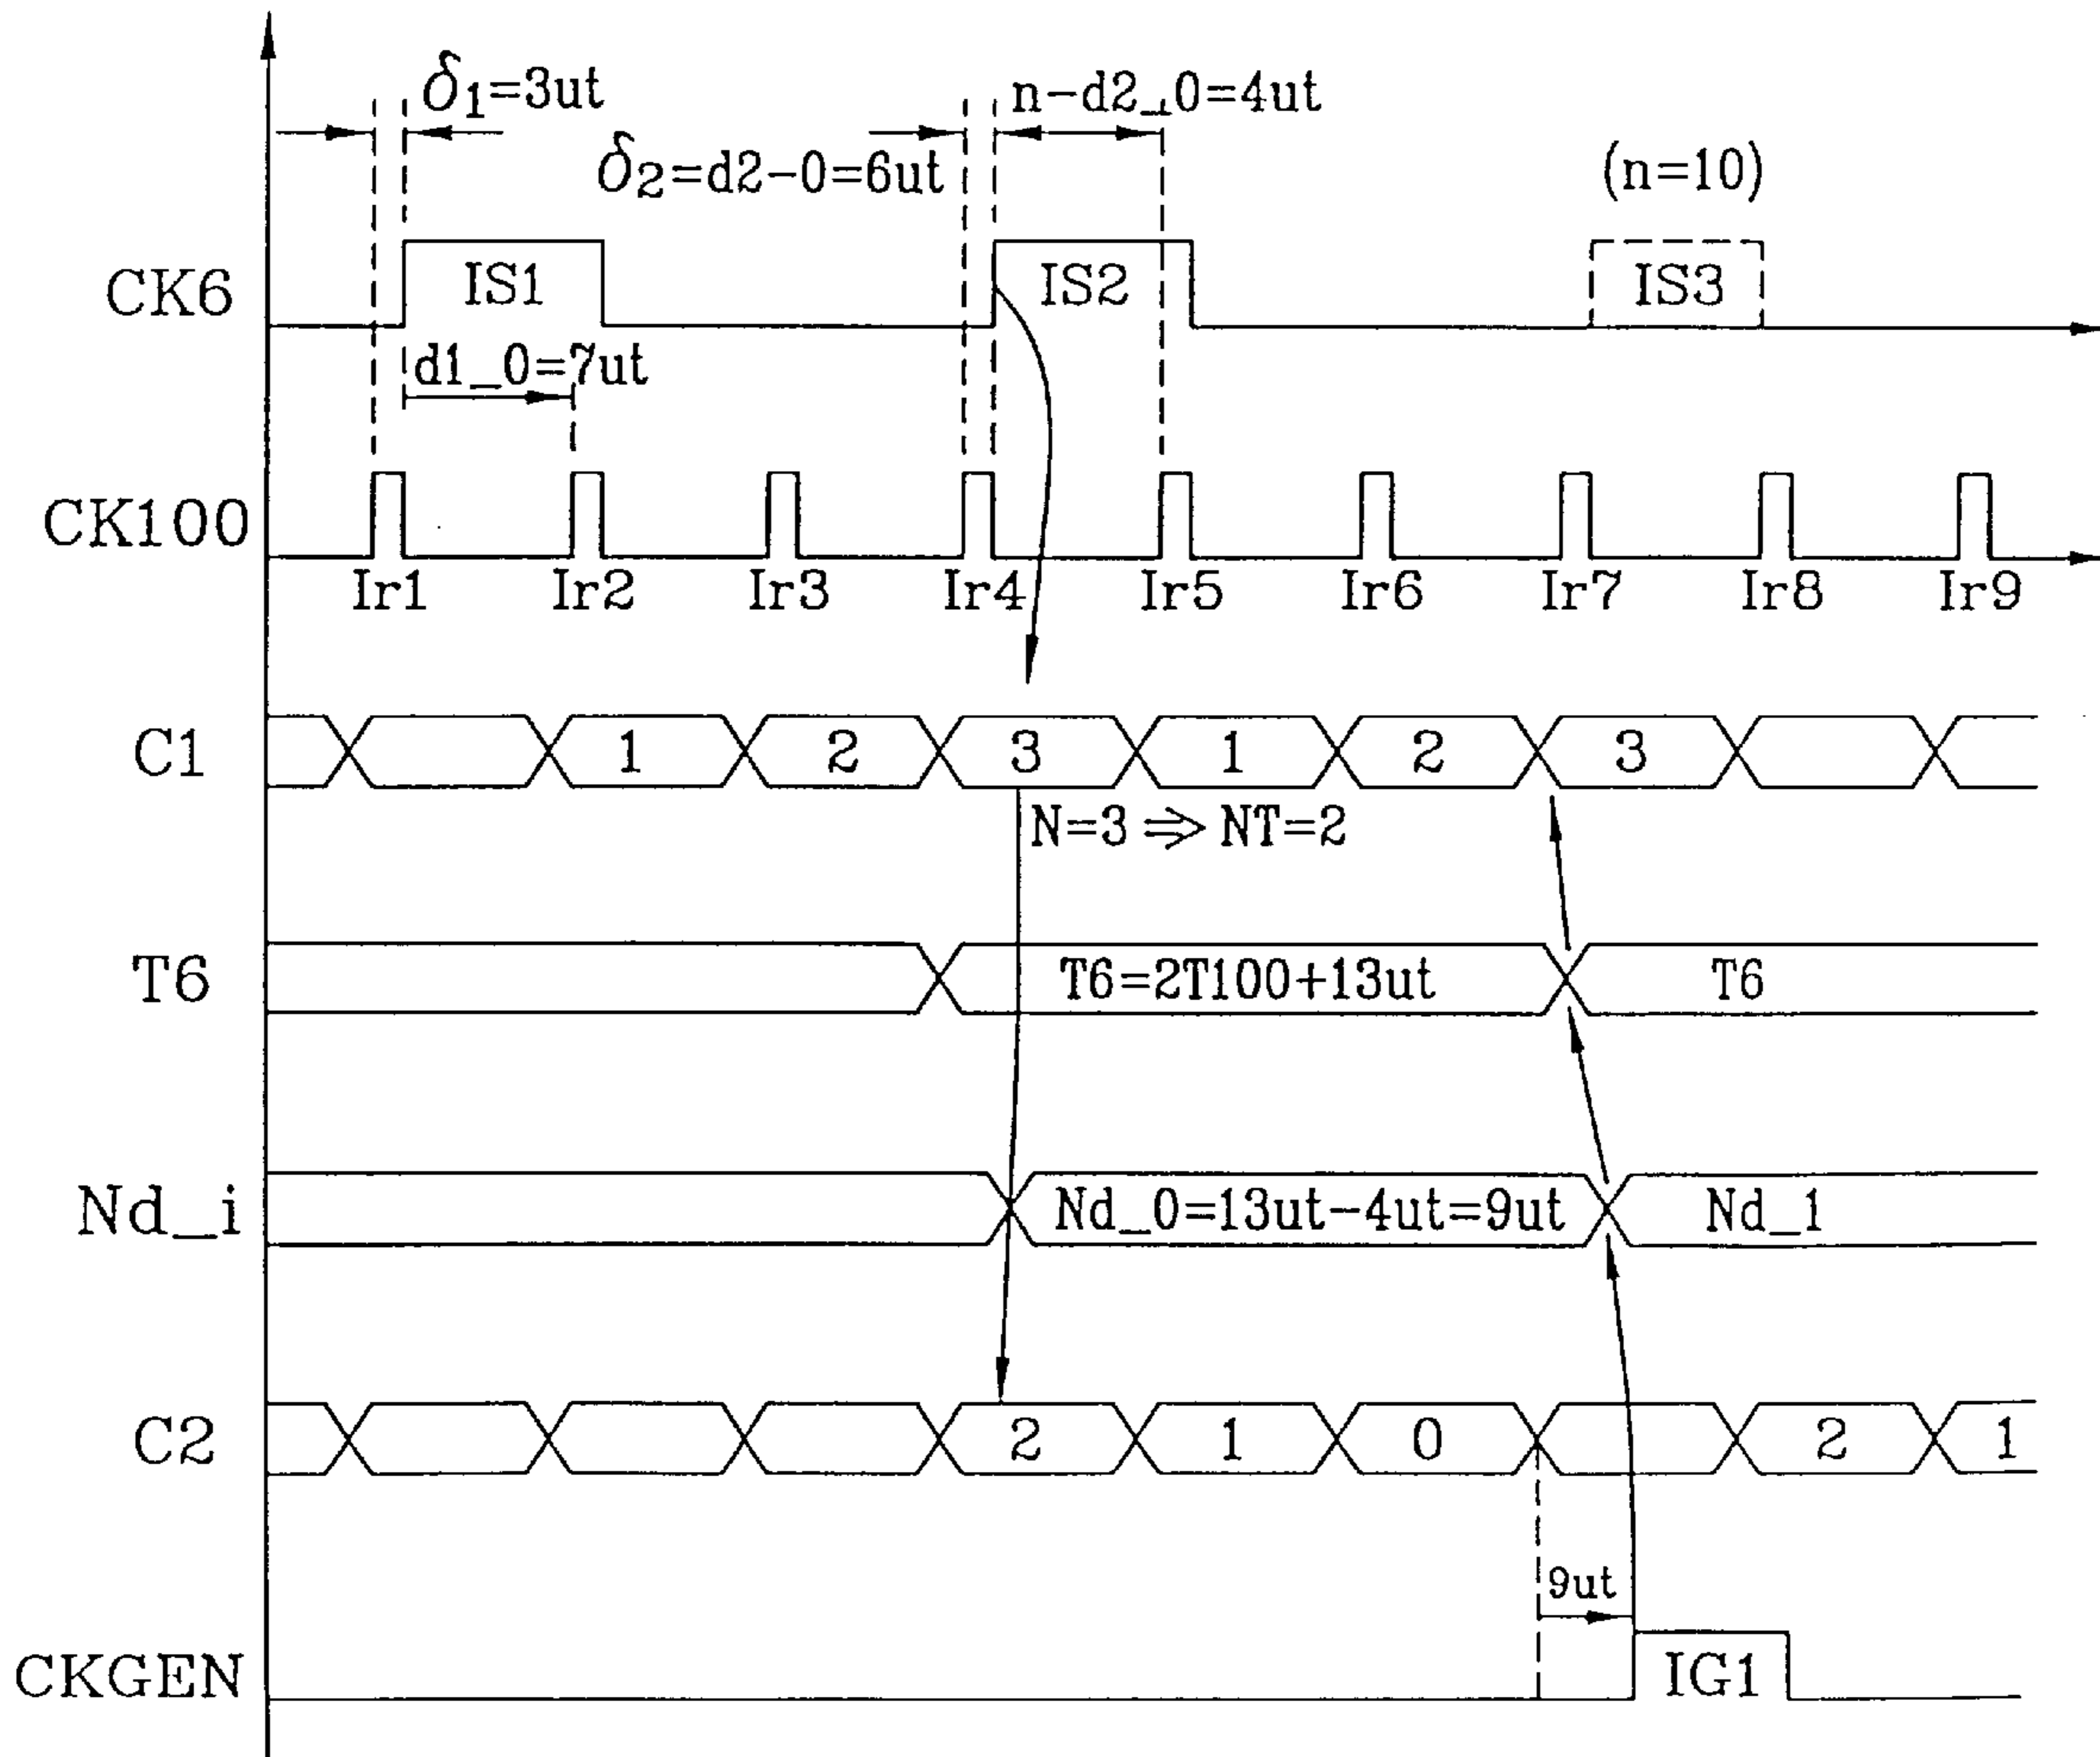 δ1=3ut
n-d2_0=4ut
δ2=d2-0=6ut
(n=10)
CK6
IS1
IS2
IS3
d1_0=7ut
CK100
Ir1 Ir2 Ir3 Ir4 Ir5 Ir6 Ir7 Ir8 Ir9
C1
1 2 3 1 2 3
N=3 ⇒ NT=2
T6
T6=2T100+13ut
T6
Nd_i
Nd_0=13ut-4ut=9ut
Nd_1
C2
2 1 0 2 1
9ut
CKGEN
IG1